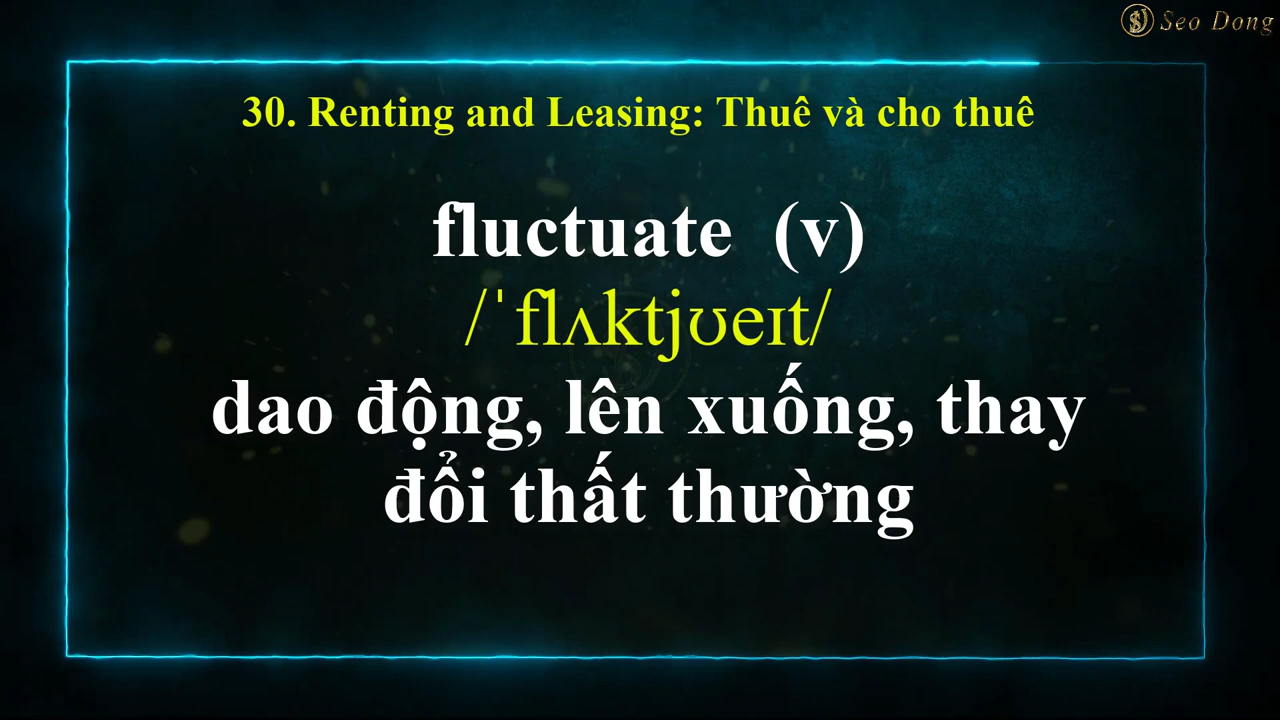 Seo Dong
30. Renting and Leasing: Thuê và cho thuê
fluctuate (v)
/ˈflʌktjʊeɪt/
dao động, lên xuống, thay
đổi thất thường